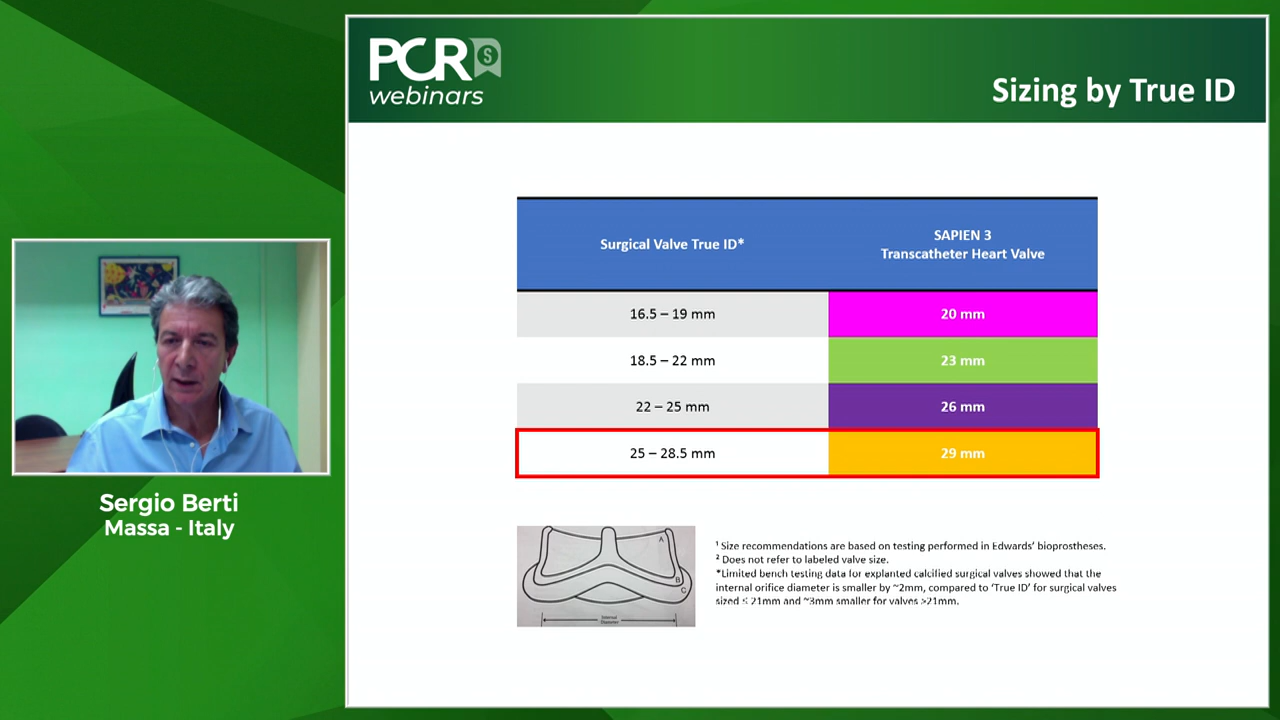 PCR
S
webinars
Sizing by True ID
Surgical Valve True ID*
SAPIEN 3
Transcatheter Heart Valve
16.5 – 19 mm
20 mm
18.5 – 22 mm
23 mm
22 – 25 mm
26 mm
25 – 28.5 mm
29 mm
Sergio Berti
Massa - Italy
A
B
C
Internal
Diameter
¹ Size recommendations are based on testing performed in Edwards’ bioprostheses.
² Does not refer to labeled valve size.
*Limited bench testing data for explanted calcified surgical valves showed that the
internal orifice diameter is smaller by ~2mm, compared to ‘True ID’ for surgical valves
sized ≤ 21mm and ~3mm smaller for valves >21mm.